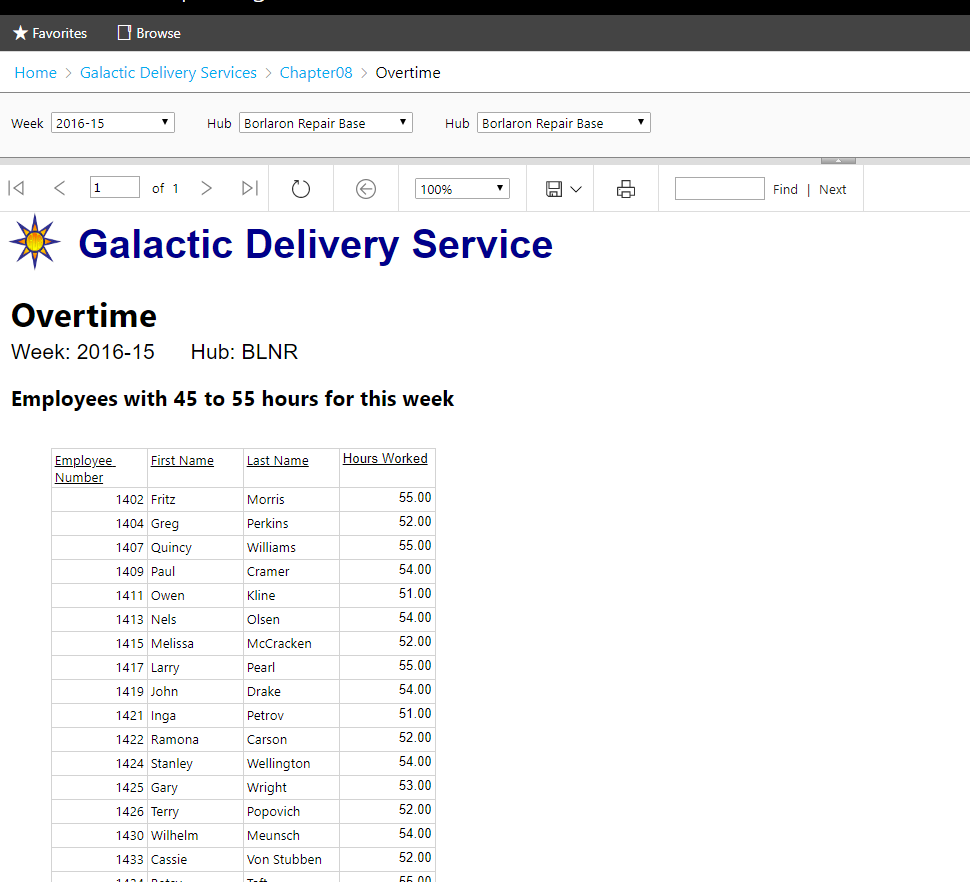 Favorites Browse
Home > Galactic Delivery Services > Chapter08 > Overtime
Week 2016-15 Hub Borlaron Repair Base Hub Borlaron Repair Base
1 of 1 100% Find | Next
Galactic Delivery Service
Overtime
Week: 2016-15 Hub: BLNR
Employees with 45 to 55 hours for this week
Employee Number First Name Last Name Hours Worked
1402 Fritz Morris 55.00
1404 Greg Perkins 52.00
1407 Quincy Williams 55.00
1409 Paul Cramer 54.00
1411 Owen Kline 51.00
1413 Nels Olsen 54.00
1415 Melissa McCracken 52.00
1417 Larry Pearl 55.00
1419 John Drake 54.00
1421 Inga Petrov 51.00
1422 Ramona Carson 52.00
1424 Stanley Wellington 54.00
1425 Gary Wright 53.00
1426 Terry Popovich 52.00
1430 Wilhelm Meunsch 54.00
1433 Cassie Von Stubben 52.00
55.00